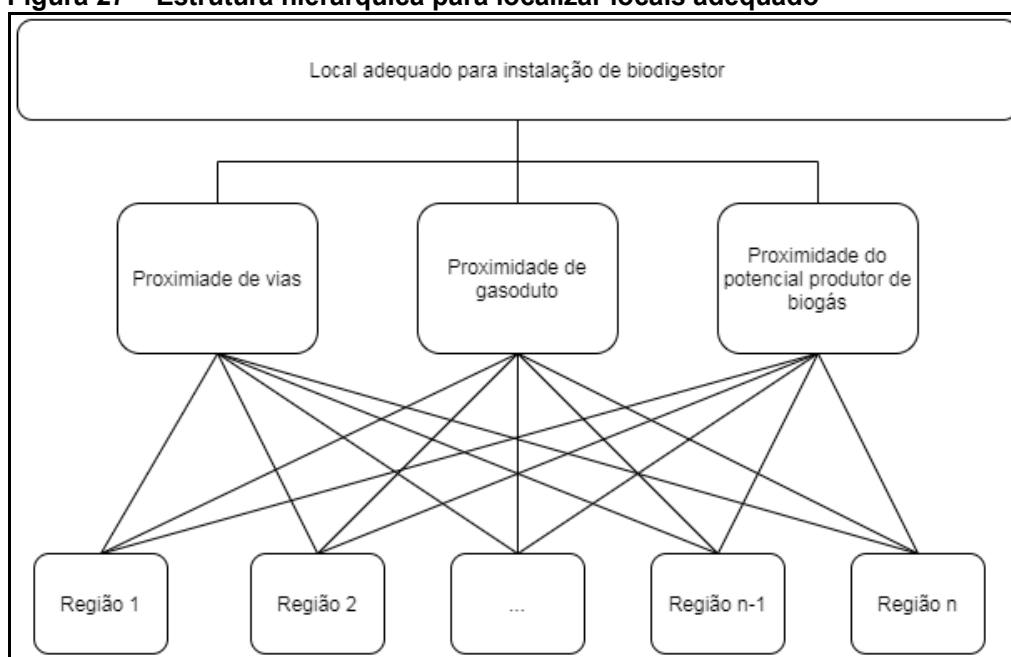 Figura 27 – Estrutura hierárquica para localizar locais adequado
Local adequado para instalação de biodigestor
Proximiade de vias
Proximidade de
gasoduto
Proximidade do
potencial produtor de
biogás
Região 1
Região 2
...
Região n-1
Região n